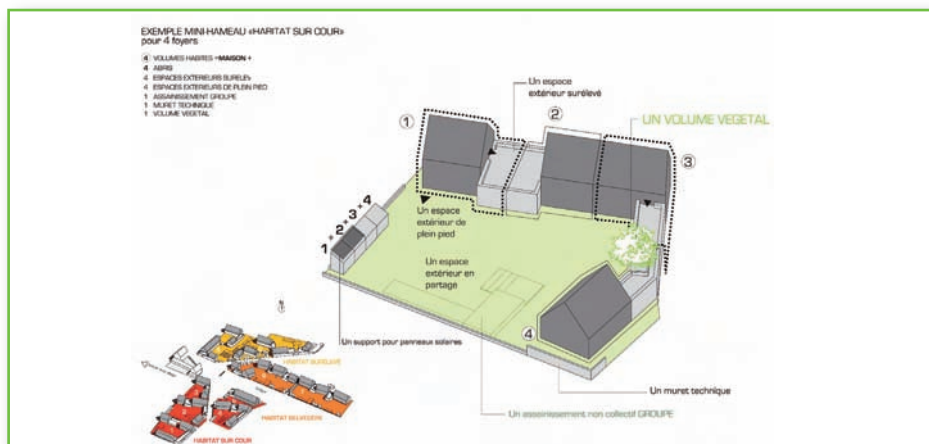 EXEMPLE MINI-HAMEAU «HABITAT SUR COUR»
pour 4 foyers
4 VOLUMES HABITES «MAISON»
4 ABRIS
4 ESPACES EXTERIEURS SURELEV
4 ESPACES EXTERIEURS DE PLEIN PIED
1 ASSAINISSEMENT GROUPE
1 MURET TECHNIQUE
1 VOLUME VEGETAL
Un espace
extérieur surélevé
1
2
UN VOLUME VEGETAL
3
1 + 2 + 3 + 4
Un espace
extérieur de
plein pied
Un espace
extérieur en
partage
4
Un support pour panneaux solaires
HABITAT SURELEVÉ
Un muret technique
HABITAT BELVEDERE
Un assainissement non collectif GROUPE
HABITAT SUR COUR